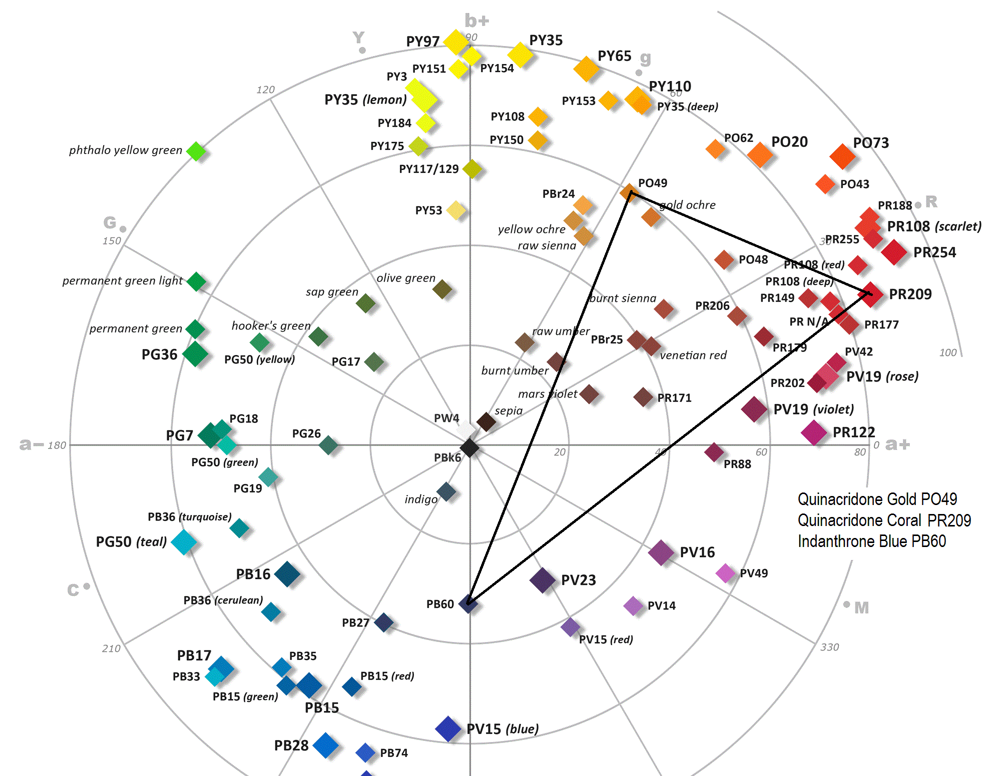 b+
90
Y
PY97
PY35
PY65
g
PY151
PY154
PY3
PY110
60
120
PY35 (lemon)
PY153
PY35 (deep)
PY184
PY108
PY150
PO62
PO20
PO73
PY175
phthalo yellow green
PY117/129
PO49
PO43
PBr24
gold ochre
PR188
R
PY53
G
yellow ochre
PR108 (scarlet)
150
raw sienna
30
PR255
PR254
PO48
PR108 (red)
olive green
permanent green light
PR108 (deep)
sap green
burnt sienna
PR149
PR209
PR206
hooker's green
permanent green
raw umber
PR N/A
PR177
PBr25
PR179
PG36
PG50 (yellow)
PG17
venetian red
PV42
100
burnt umber
PV19 (rose)
PR202
mars violet
PR171
sepia
PV19 (violet)
PW4
PG18
PG7
PG26
PR122
a−
180
0
a+
20
40
60
80
PBk6
PG50 (green)
PR88
PG19
indigo
Quinacridone Gold PO49
PB36 (turquoise)
Quinacridone Coral PR209
PG50 (teal)
Indanthrone Blue PB60
PV16
PB16
PV49
C
PV23
PB36 (cerulean)
PB60
PV14
M
PB27
PV15 (red)
210
330
PB17
PB35
PB33
PB15 (red)
PB15 (green)
PB15
PV15 (blue)
PB28
PB74